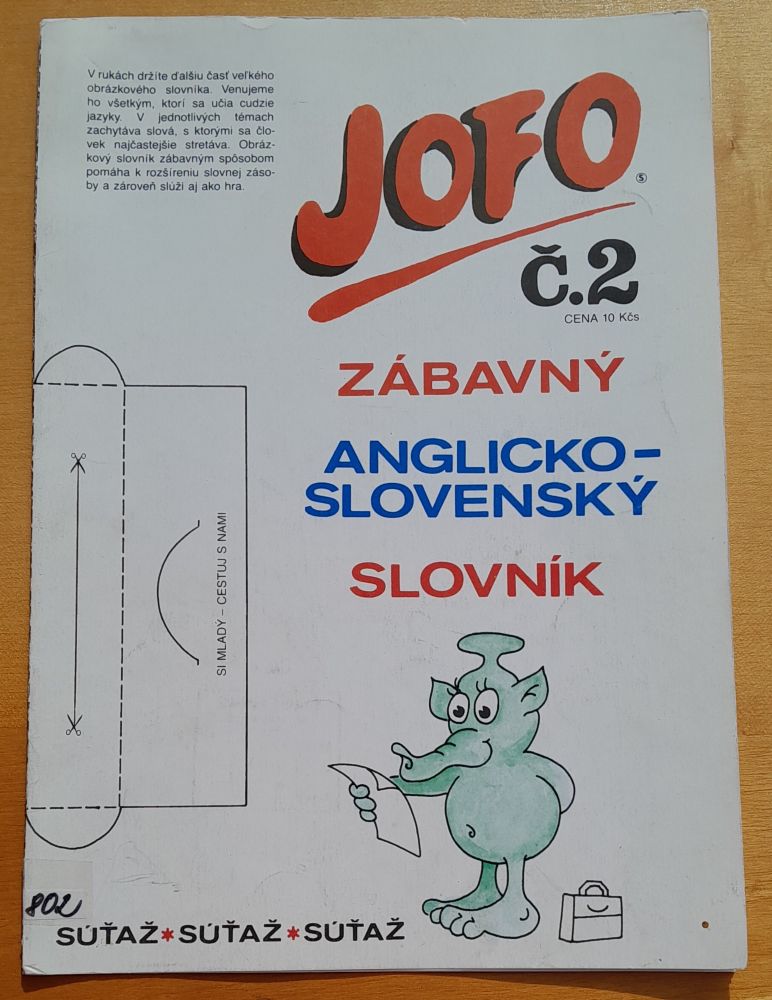 V rukách držíte ďalšiu časť veľkého
obrázkového slovníka. Venujeme
ho všetkým, ktorí sa učia cudzie
jazyky. V jednotlivých témach
zachytáva slová, s ktorými sa člo-
vek najčastejšie stretáva. Obráz-
kový slovník zábavným spôsobom
pomáha k rozšíreniu slovnej záso-
by a zároveň slúži aj ako hra.
JOFO
Ⓢ
Č.2
CENA 10 Kčs
ZÁBAVNÝ
ANGLICKO-
SLOVENSKÝ
SLOVNÍK
SI MLADÝ – CESTUJ S NAMI
802
SÚŤAŽ*SÚŤAŽ*SÚŤAŽ